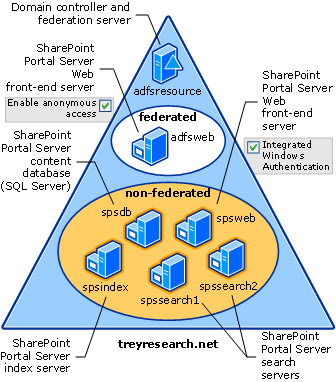 Domain controller and
federation server
adfsresource
SharePoint
Portal Server
Web
front-end server
Enable anonymous
access
federated
adfsweb
SharePoint
Portal Server
Web
front-end
server
Integrated
Windows
Authentication
SharePoint
Portal Server
content
database
(SQL Server)
non-federated
spsdb
spsweb
spsindex
spssearch1
spssearch2
SharePoint
Portal Server
index server
treyresearch.net
SharePoint
Portal Server
search
servers